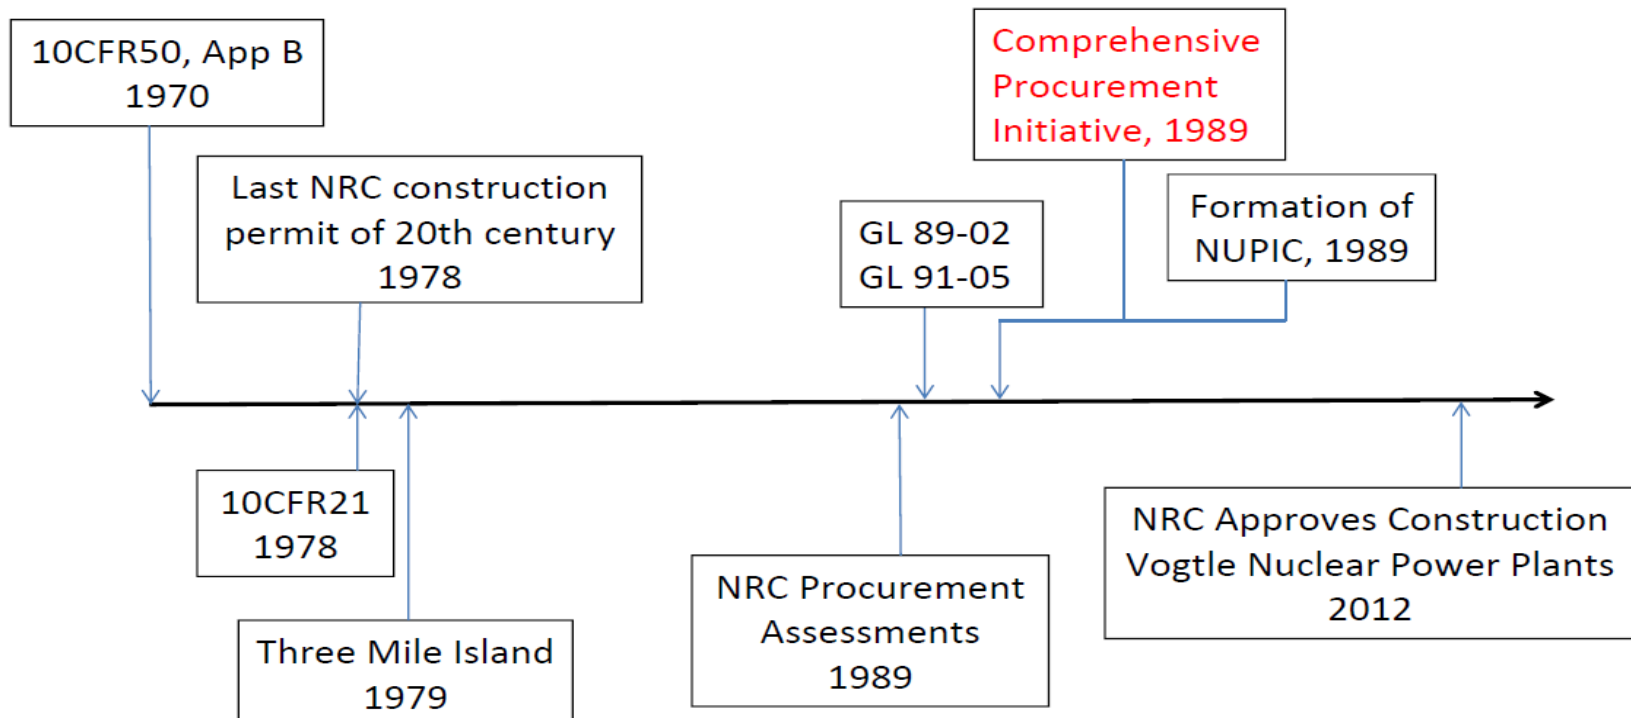 10CFR50, App B
1970
Last NRC construction
permit of 20th century
1978
GL 89-02
GL 91-05
Comprehensive
Procurement
Initiative, 1989
Formation of
NUPIC, 1989
10CFR21
1978
Three Mile Island
1979
NRC Procurement
Assessments
1989
NRC Approves Construction
Vogtle Nuclear Power Plants
2012